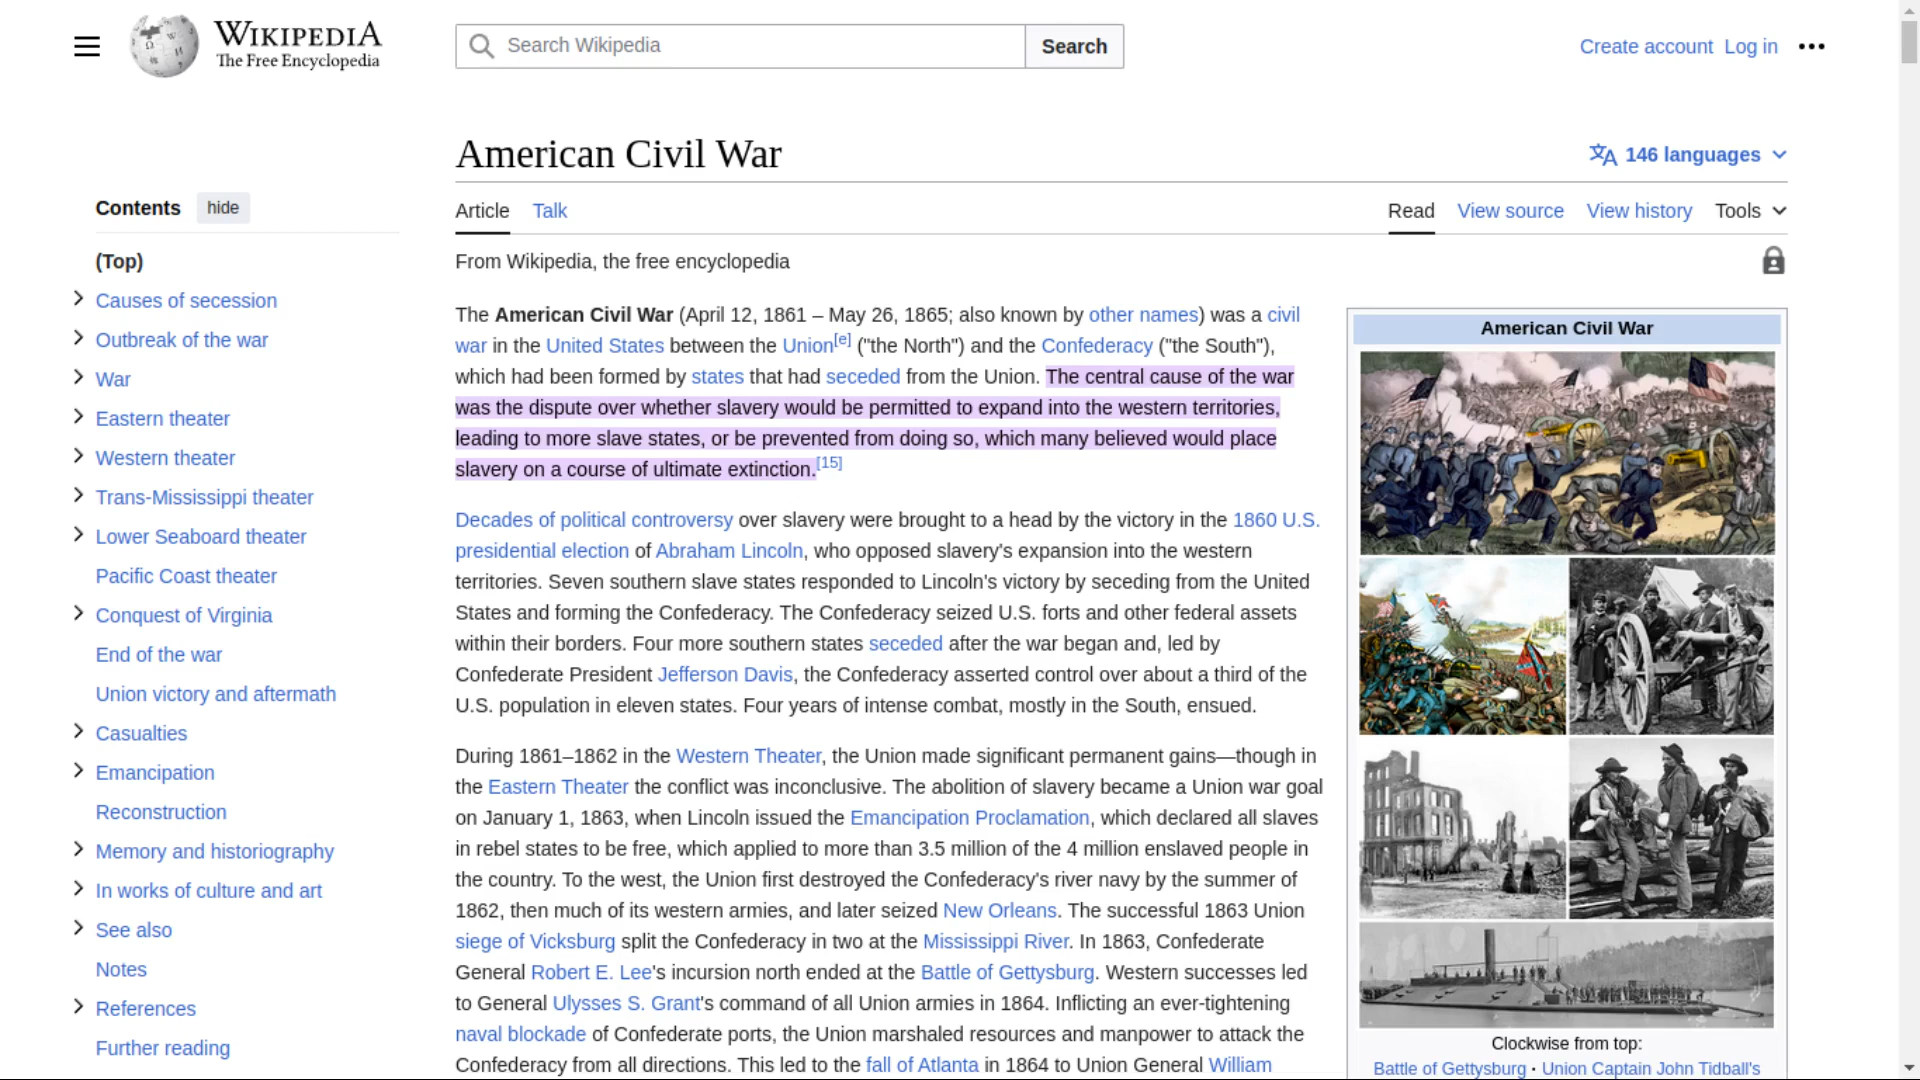 WIKIPEDIA
The Free Encyclopedia
Search Wikipedia
Search
Create account
Log in
American Civil War
146 languages
Contents
hide
Article
Talk
Read
View source
View history
Tools
(Top)
Causes of secession
Outbreak of the war
War
Eastern theater
Western theater
Trans-Mississippi theater
Lower Seaboard theater
Pacific Coast theater
Conquest of Virginia
End of the war
Union victory and aftermath
Casualties
Emancipation
Reconstruction
Memory and historiography
In works of culture and art
See also
Notes
References
Further reading
From Wikipedia, the free encyclopedia
The American Civil War (April 12, 1861 – May 26, 1865; also known by other names) was a civil
war in the United States between the Union[e] ("the North") and the Confederacy ("the South"),
which had been formed by states that had seceded from the Union. The central cause of the war
was the dispute over whether slavery would be permitted to expand into the western territories,
leading to more slave states, or be prevented from doing so, which many believed would place
slavery on a course of ultimate extinction.[15]
Decades of political controversy over slavery were brought to a head by the victory in the 1860 U.S.
presidential election of Abraham Lincoln, who opposed slavery's expansion into the western
territories. Seven southern slave states responded to Lincoln's victory by seceding from the United
States and forming the Confederacy. The Confederacy seized U.S. forts and other federal assets
within their borders. Four more southern states seceded after the war began and, led by
Confederate President Jefferson Davis, the Confederacy asserted control over about a third of the
U.S. population in eleven states. Four years of intense combat, mostly in the South, ensued.
During 1861–1862 in the Western Theater, the Union made significant permanent gains—though in
the Eastern Theater the conflict was inconclusive. The abolition of slavery became a Union war goal
on January 1, 1863, when Lincoln issued the Emancipation Proclamation, which declared all slaves
in rebel states to be free, which applied to more than 3.5 million of the 4 million enslaved people in
the country. To the west, the Union first destroyed the Confederacy's river navy by the summer of
1862, then much of its western armies, and later seized New Orleans. The successful 1863 Union
siege of Vicksburg split the Confederacy in two at the Mississippi River. In 1863, Confederate
General Robert E. Lee's incursion north ended at the Battle of Gettysburg. Western successes led
to General Ulysses S. Grant's command of all Union armies in 1864. Inflicting an ever-tightening
naval blockade of Confederate ports, the Union marshaled resources and manpower to attack the
Confederacy from all directions. This led to the fall of Atlanta in 1864 to Union General William
American Civil War
Clockwise from top:
Battle of Gettysburg · Union Captain John Tidball's